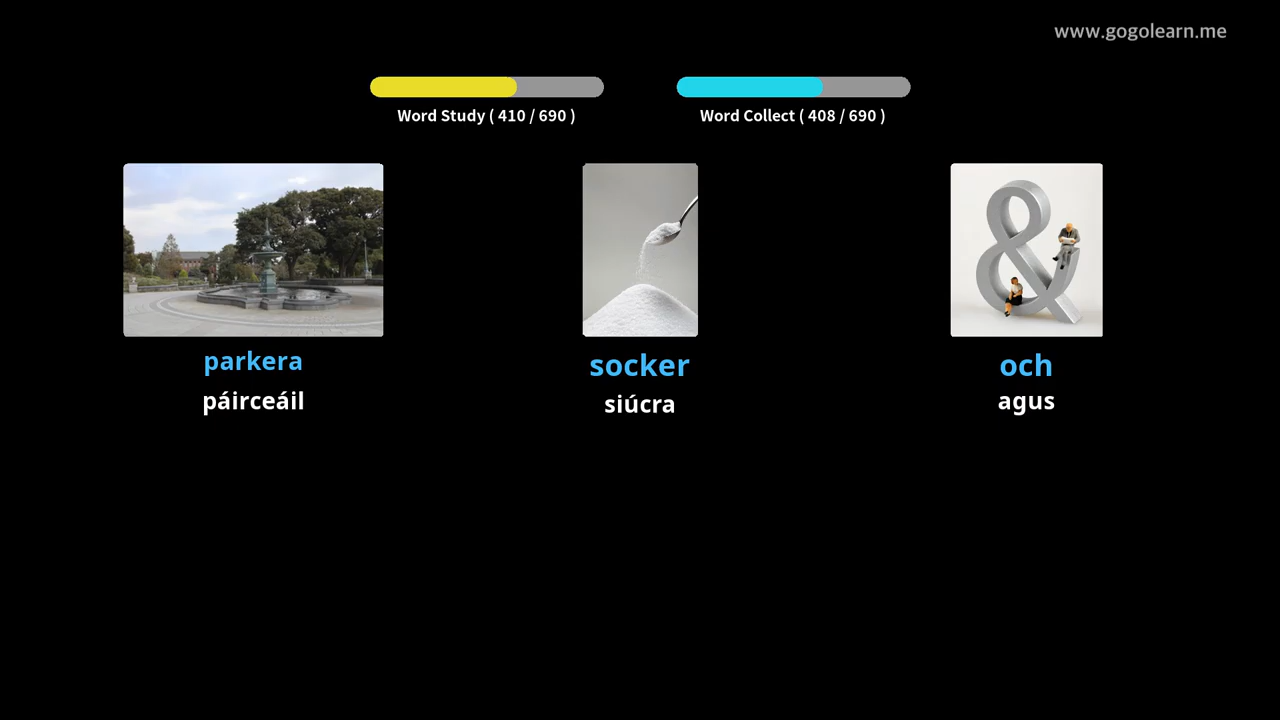 www.gogolearn.me
Word Study ( 410 / 690 )
Word Collect ( 408 / 690 )
parkera
páirceáil
socker
siúcra
och
agus